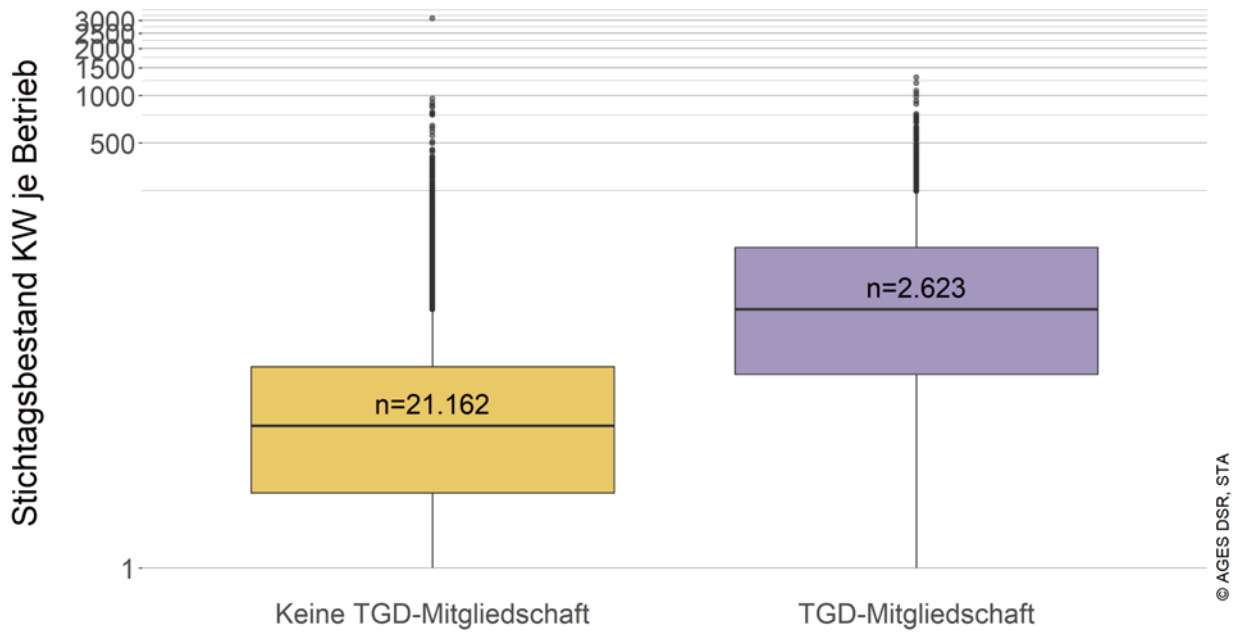 Stichtagsbestand KW je Betrieb
3000
2500
2000
1500
1000
500
1
n=21.162
n=2.623
Keine TGD-Mitgliedschaft
TGD-Mitgliedschaft
© AGES DSR, STA